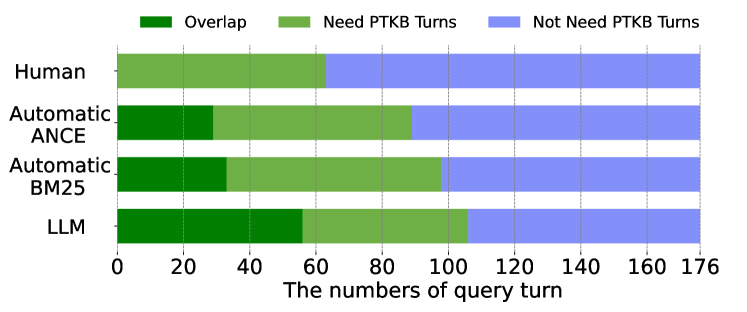 Overlap Need PTKB Turns Not Need PTKB Turns
Human
Automatic
ANCE
Automatic
BM25
LLM
0 20 40 60 80 100 120 140 160 176
The numbers of query turn